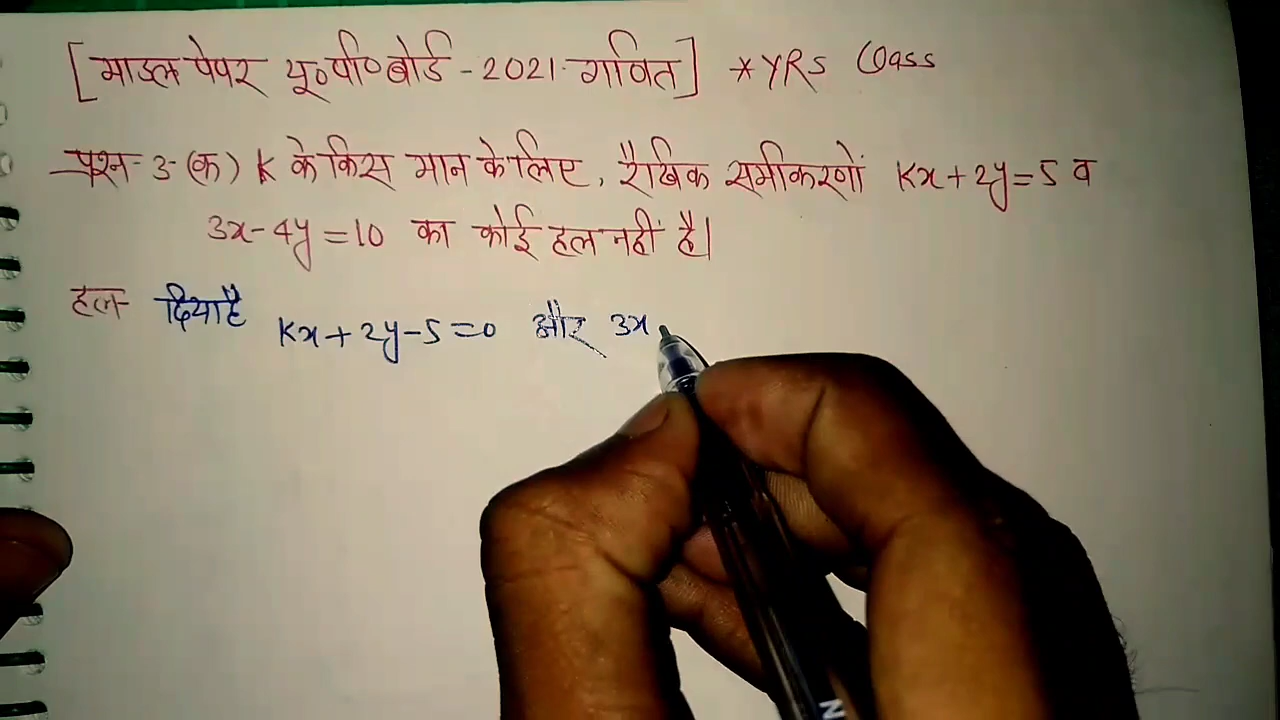 [माडल पेपर यू०पी०बोर्ड - 2021 गणित] * YRS Class
प्रश्न- 3-(क) K के किस मान के लिए, रैखिक समीकरणों Kx+2y=5 व
3x-4y=10 का कोई हल नहीं है।
हल- दिया है Kx+2y-5=0 और 3x
N